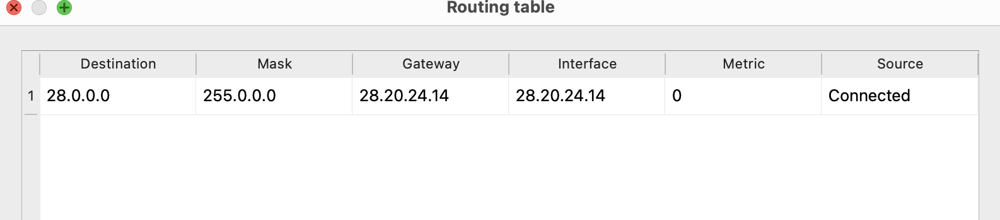 Routing table
Destination Mask Gateway Interface Metric Source
1 28.0.0.0 255.0.0.0 28.20.24.14 28.20.24.14 0 Connected